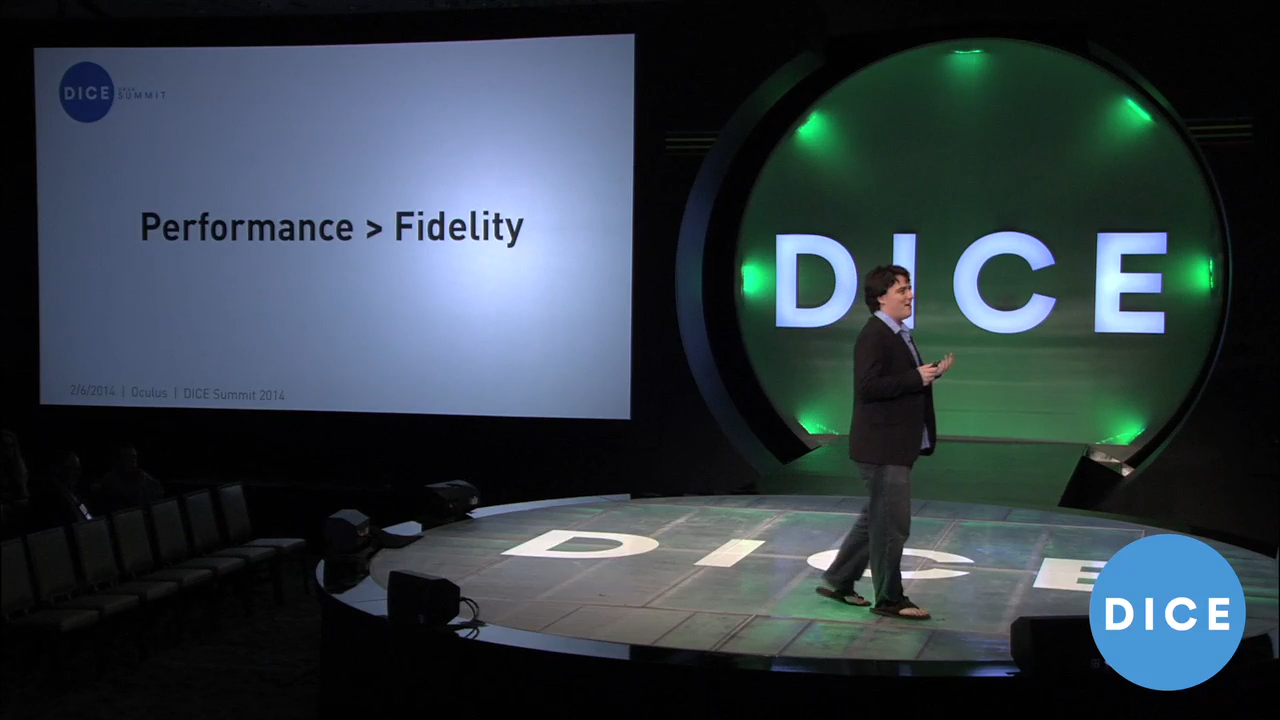 DICE
SUMMIT
Performance > Fidelity
2/6/2014 | Oculus | DICE Summit 2014
DICE
DICE
DICE